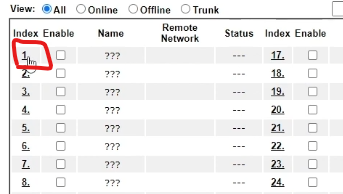 View: All Online Offline Trunk
Index Enable Name Remote Network Status Index Enable
1. ??? --- 17.
2. ??? --- 18.
3. ??? --- 19.
4. ??? --- 20.
5. ??? --- 21.
6. ??? --- 22.
7. ??? --- 23.
8. ??? --- 24.